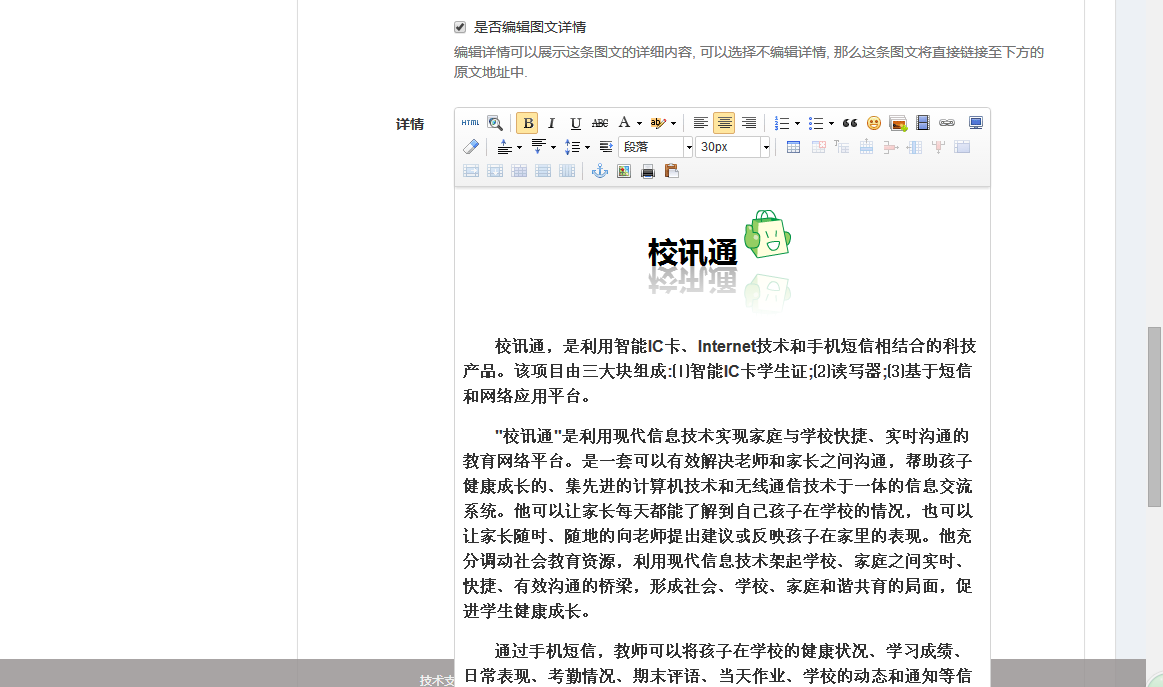 是否编辑图文详情
编辑详情可以展示这条图文的详细内容, 可以选择不编辑详情, 那么这条图文将直接链接至下方的
原文地址中.
详情
HTML B I U ABC A ab
段落 30px
校讯通
校讯通，是利用智能IC卡、Internet技术和手机短信相结合的科技
产品。该项目由三大块组成:(1)智能IC卡学生证;(2)读写器;(3)基于短信
和网络应用平台。
"校讯通"是利用现代信息技术实现家庭与学校快捷、实时沟通的
教育网络平台。是一套可以有效解决老师和家长之间沟通，帮助孩子
健康成长的、集先进的计算机技术和无线通信技术于一体的信息交流
系统。他可以让家长每天都能了解到自己孩子在学校的情况，也可以
让家长随时、随地的向老师提出建议或反映孩子在家里的表现。他充
分调动社会教育资源，利用现代信息技术架起学校、家庭之间实时、
快捷、有效沟通的桥梁，形成社会、学校、家庭和谐共育的局面，促
进学生健康成长。
通过手机短信，教师可以将孩子在学校的健康状况、学习成绩、
日常表现、考勤情况、期末评语、当天作业、学校的动态和通知等信
技术支